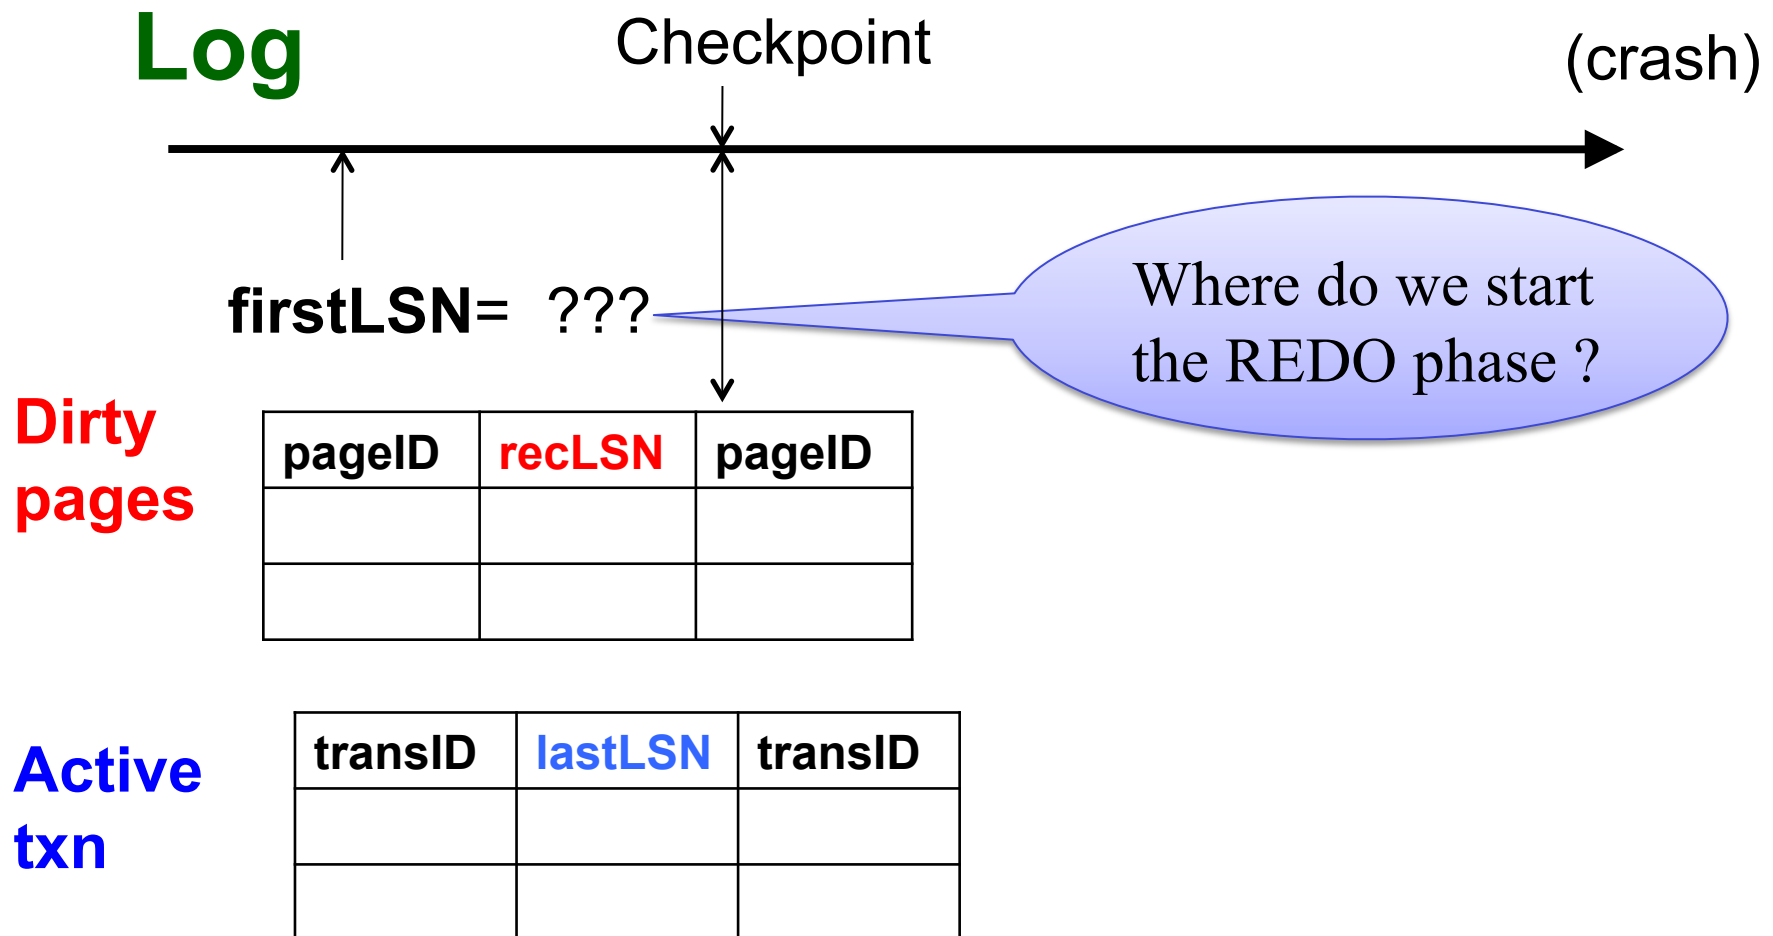 Log
Checkpoint
(crash)
firstLSN= ???
Where do we start
the REDO phase ?
Dirty
pages
pageID recLSN pageID
Active
txn
transID lastLSN transID